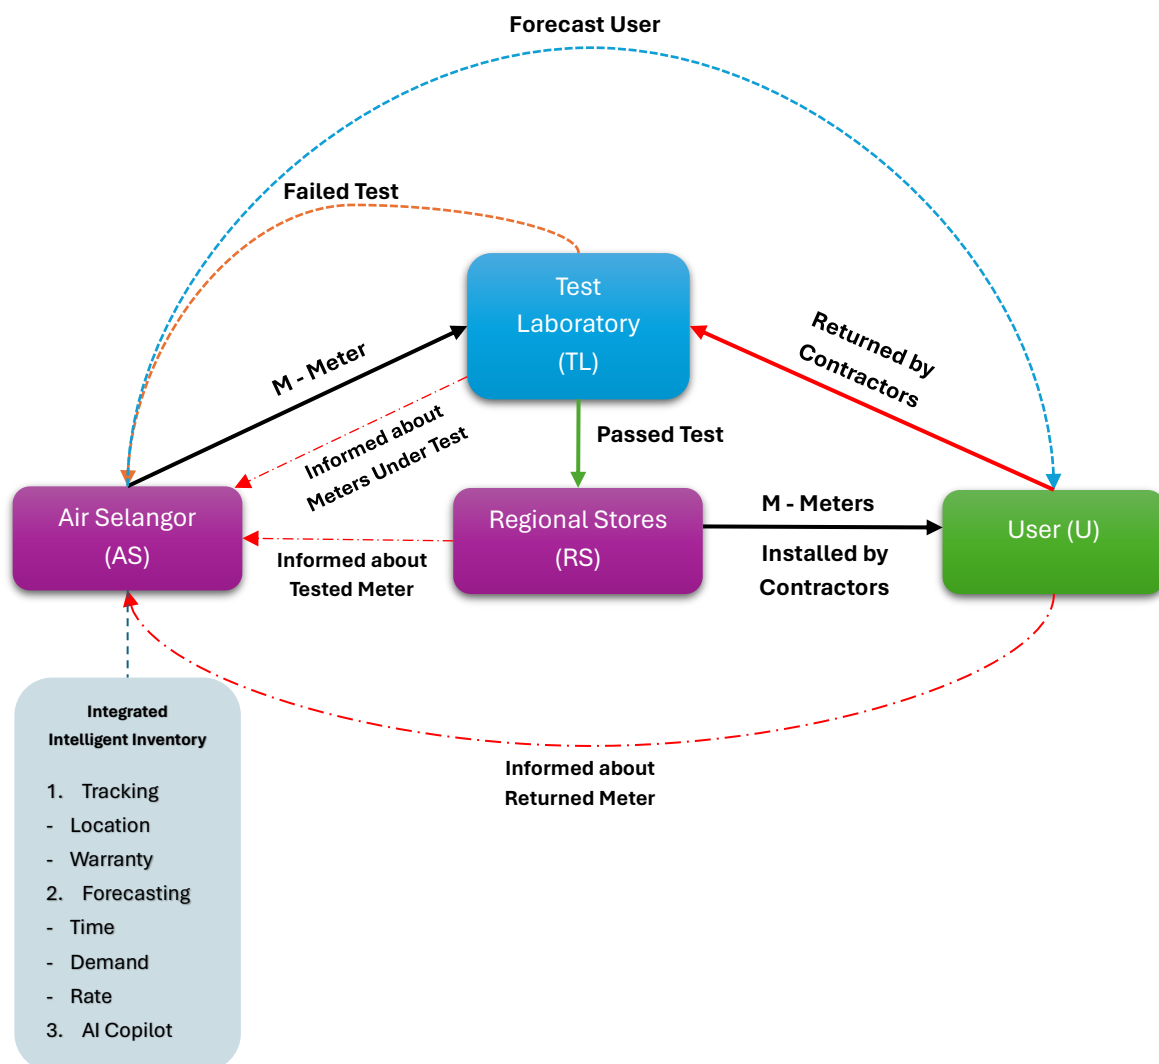 Forecast User
Failed Test
Test
Laboratory
(TL)
M - Meter
Returned by
Contractors
Informed about
Meters Under Test
Passed Test
Air Selangor
(AS)
Regional Stores
(RS)
M - Meters
Installed by
Contractors
User (U)
Informed about
Tested Meter
Integrated
Intelligent Inventory
1. Tracking
- Location
- Warranty
2. Forecasting
- Time
- Demand
- Rate
3. AI Copilot
Informed about
Returned Meter